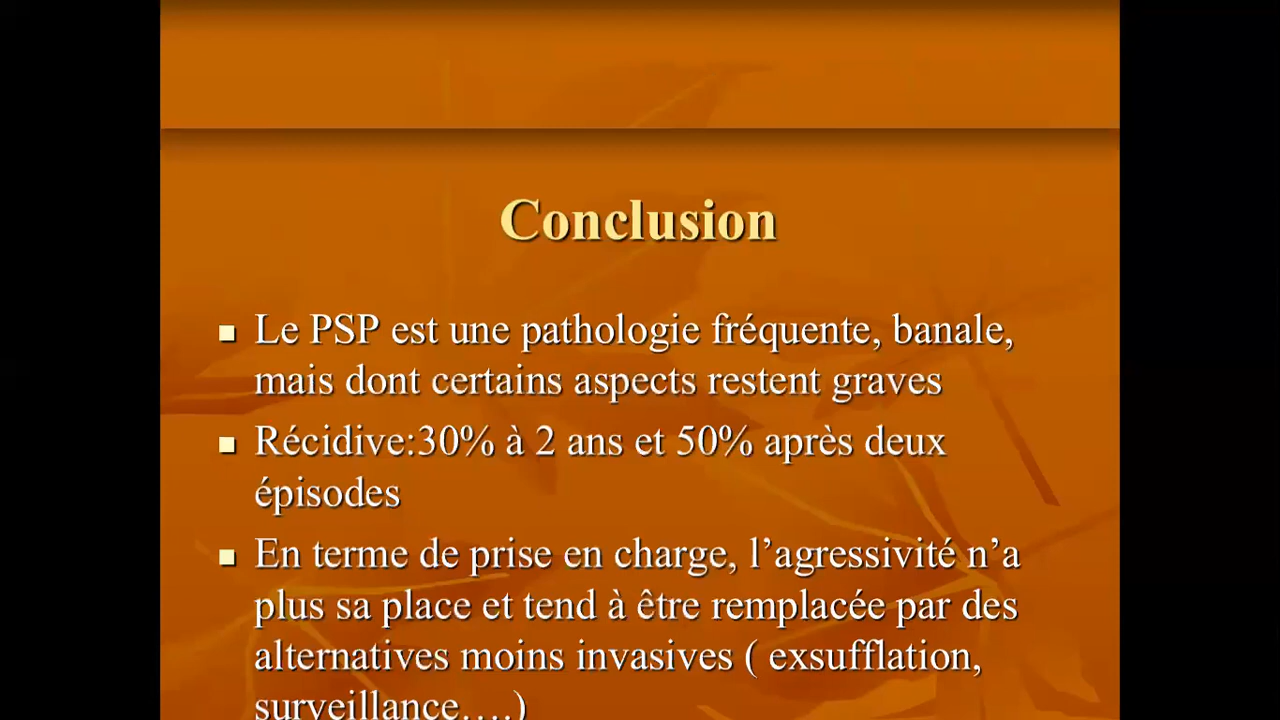 Conclusion
Le PSP est une pathologie fréquente, banale,
mais dont certains aspects restent graves
Récidive:30% à 2 ans et 50% après deux
épisodes
En terme de prise en charge, l’agressivité n’a
plus sa place et tend à être remplacée par des
alternatives moins invasives ( exsufflation,
surveillance….)